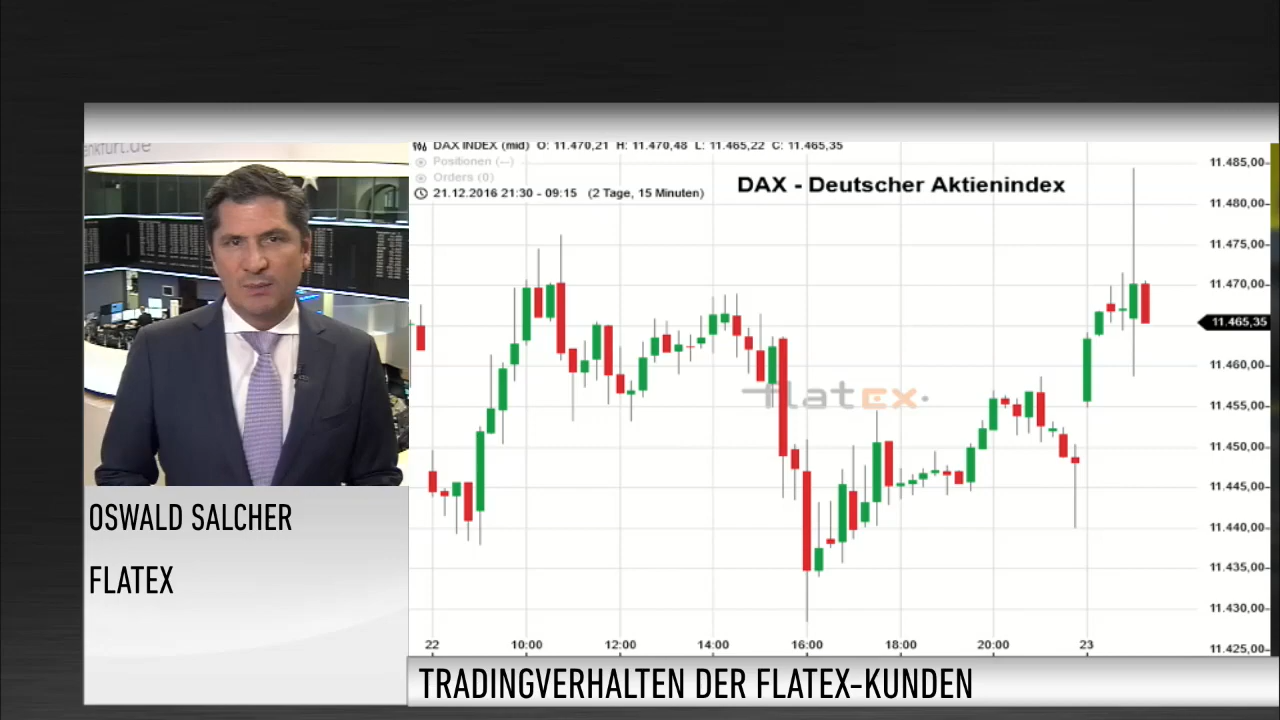 nkfurt.de
DAX INDEX (mid) O: 11.470,21 H: 11.470,48 L: 11.465,22 C: 11.465,35
Positionen (--)
Orders (0)
21.12.2016 21:30 - 09:15 (2 Tage, 15 Minuten)
DAX - Deutscher Aktienindex
11.485,00
11.480,00
11.475,00
11.470,00
11.465,35
11.460,00
11.455,00
11.450,00
11.445,00
11.440,00
11.435,00
11.430,00
11.425,00
flatEx
22 10:00 12:00 14:00 16:00 18:00 20:00 23
OSWALD SALCHER
FLATEX
TRADINGVERHALTEN DER FLATEX-KUNDEN